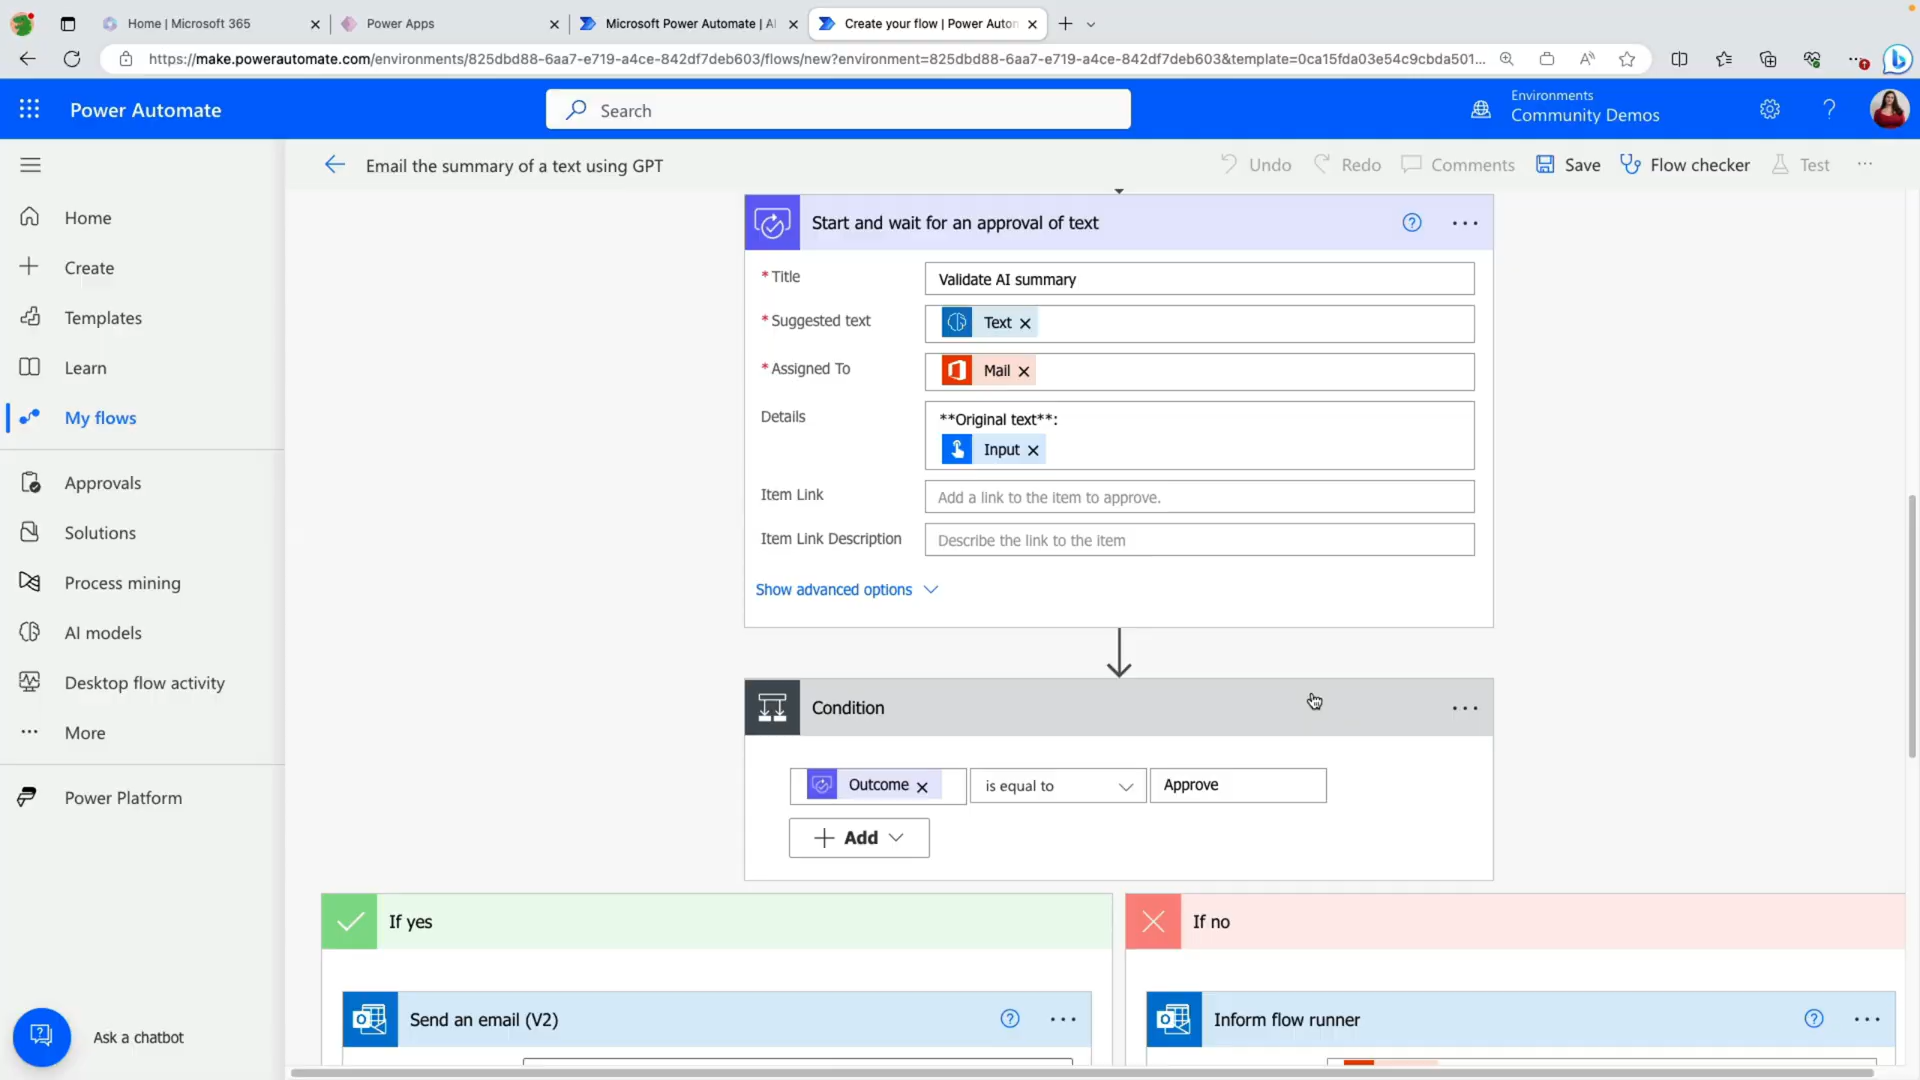 Home | Microsoft 365
Power Apps
Microsoft Power Automate | AI
Create your flow | Power Auton
https://make.powerautomate.com/environments/825dbd88-6aa7-e719-a4ce-842df7deb603/flows/new?environment=825dbd88-6aa7-e719-a4ce-842df7deb603&template=0ca15fda03e54c9cbda501...
Power Automate
Search
Environments
Community Demos
Email the summary of a text using GPT
Undo
Redo
Comments
Save
Flow checker
Test
Home
Create
Templates
Learn
My flows
Approvals
Solutions
Process mining
AI models
Desktop flow activity
More
Power Platform
Ask a chatbot
Start and wait for an approval of text
* Title
Validate AI summary
* Suggested text
Text
* Assigned To
Mail
Details
**Original text**:
Input
Item Link
Add a link to the item to approve.
Item Link Description
Describe the link to the item
Show advanced options
Condition
Outcome
is equal to
Approve
Add
If yes
If no
Send an email (V2)
Inform flow runner